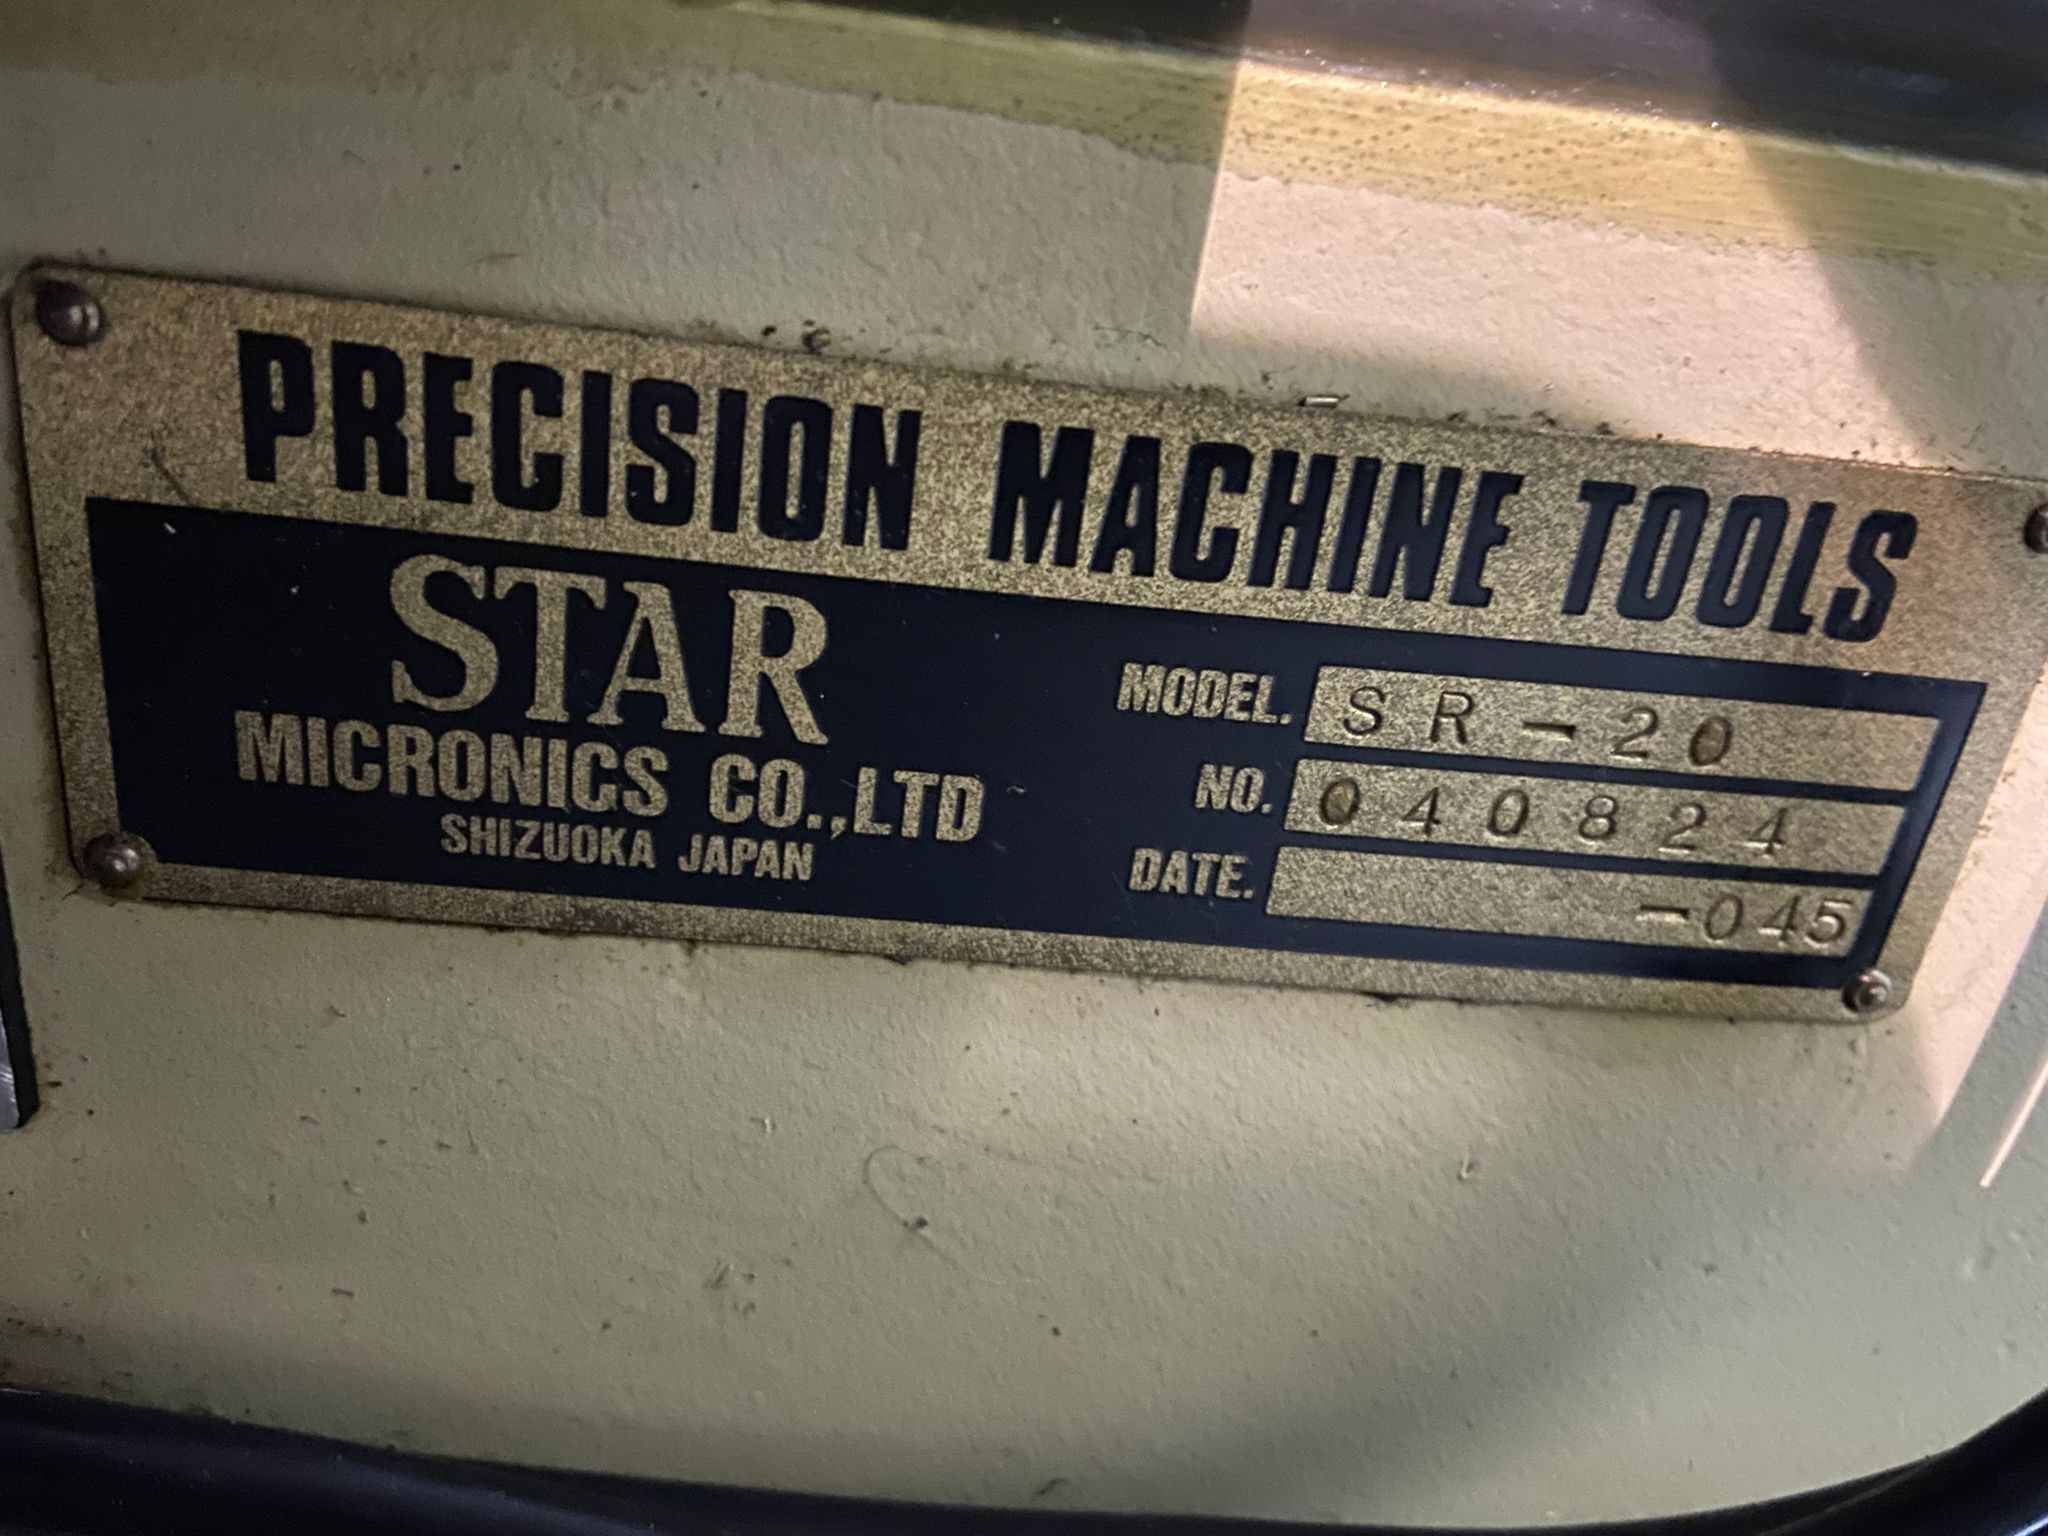 PRECISION MACHINE TOOLS
STAR
MICRONICS CO.,LTD
SHIZUOKA JAPAN
MODEL. SR-20
NO. 040824
DATE. -045